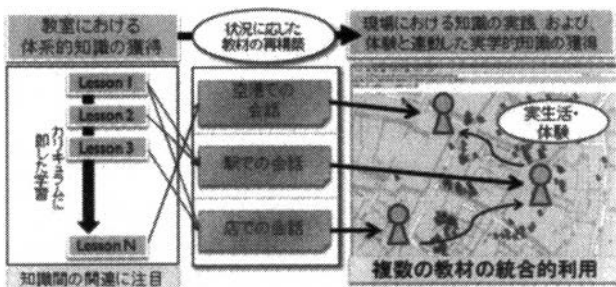 教室における
体系的知識の獲得
状況に応じた
教材の再構築
現場における知識の実践、および、
体験と連動した実学的知識の獲得
Lesson 1
Lesson 2
Lesson 3
Lesson N
カリキュラムに
即した学習
知識間の関連に注目
空港での
会話
駅での会話
店での会話
実生活・
体験
複数の教材の統合的利用